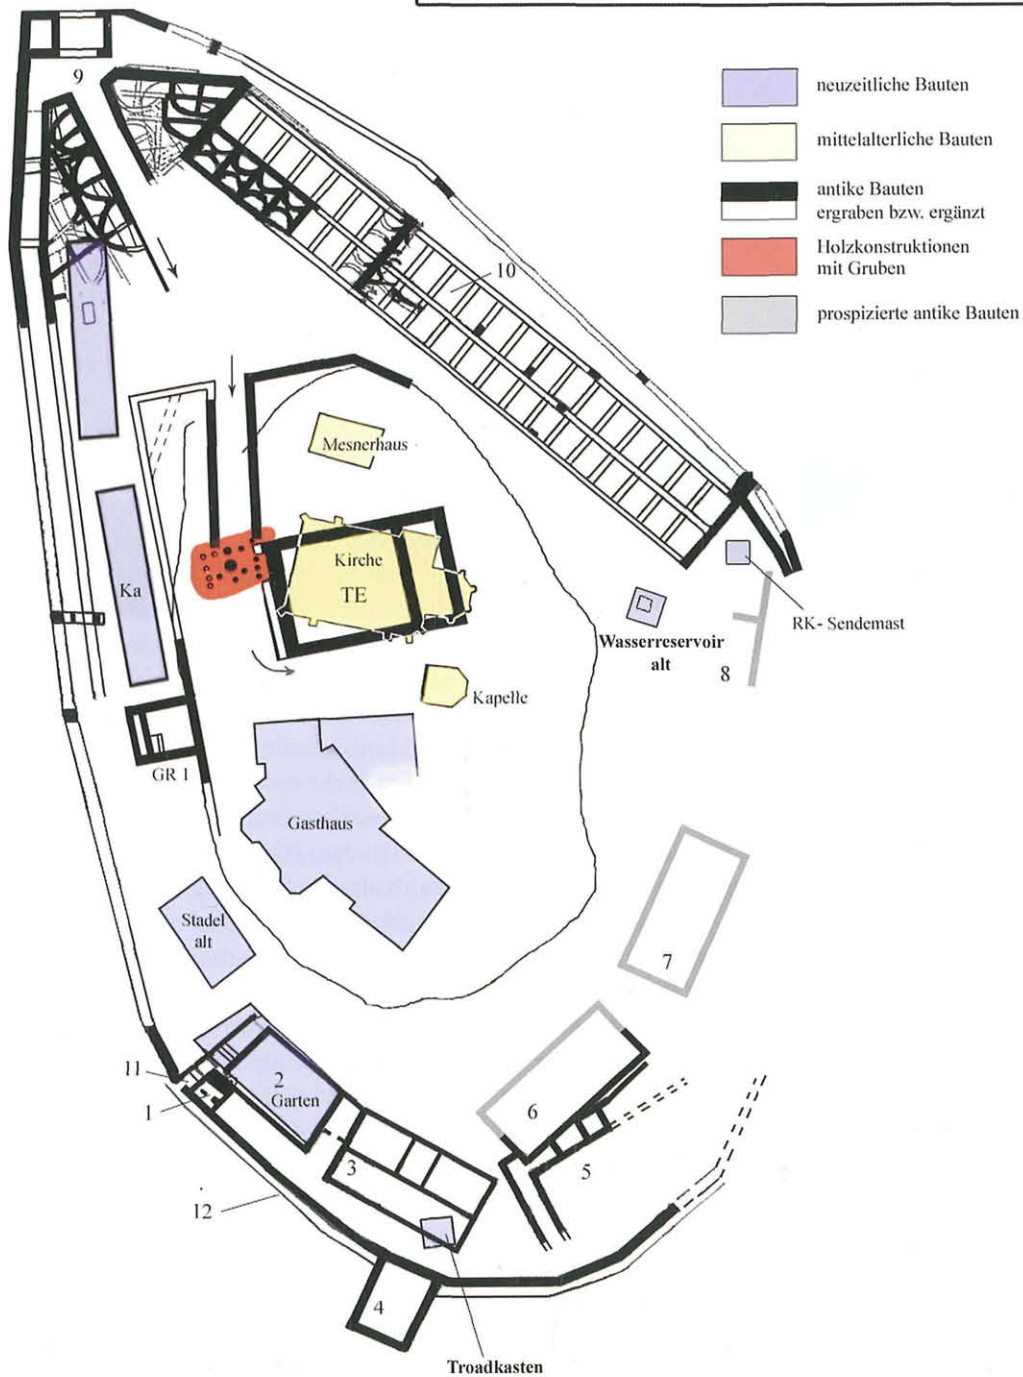 9
neuzeitliche Bauten
mittelalterliche Bauten
antike Bauten
ergraben bzw. ergänzt
Holzkonstruktionen
mit Gruben
prospizierte antike Bauten
10
Mesnerhaus
Kirche
TE
Ka
RK- Sendemast
Wasserreservoir
alt
8
Kapelle
GR 1
Gasthaus
Stadel
alt
7
11
2
Garten
1
6
3
5
12
4
Troadkasten